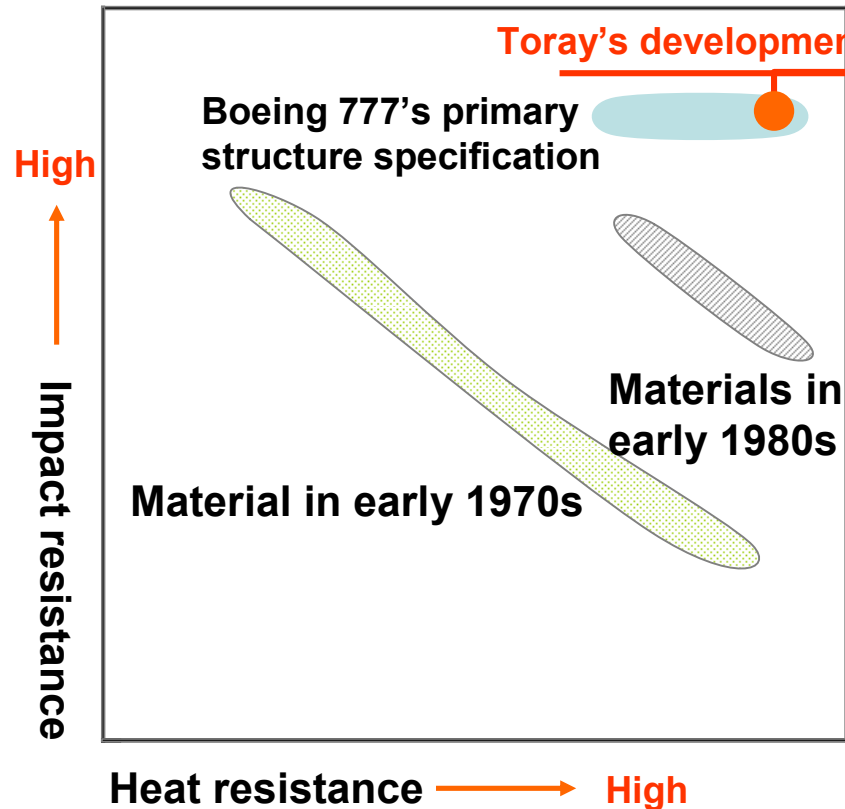 Toray's developmen
Boeing 777's primary
structure specification
High
Materials in
early 1980s
Material in early 1970s
Impact resistance
Heat resistance
High